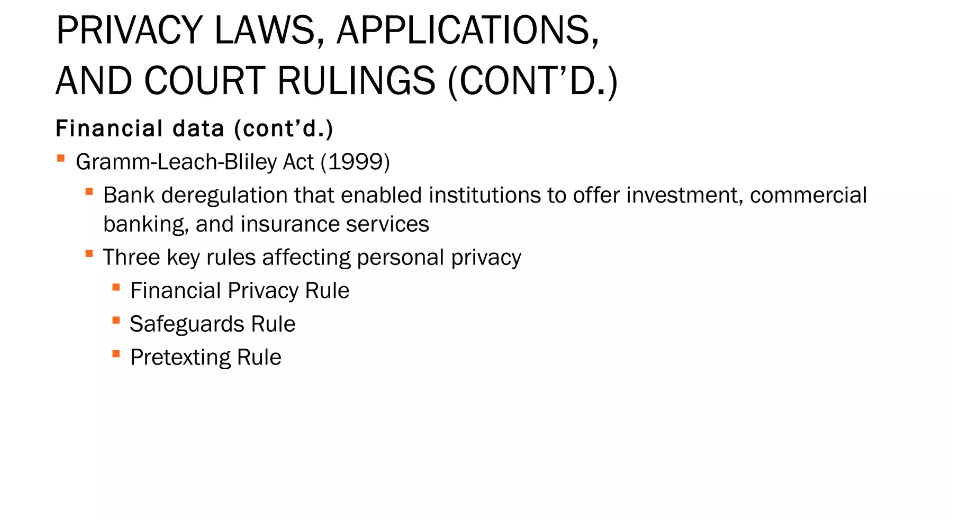 PRIVACY LAWS, APPLICATIONS,
AND COURT RULINGS (CONT'D.)
Financial data (cont'd.)
Gramm-Leach-Bliley Act (1999)
Bank deregulation that enabled institutions to offer investment, commercial
banking, and insurance services
Three key rules affecting personal privacy
Financial Privacy Rule
Safeguards Rule
Pretexting Rule